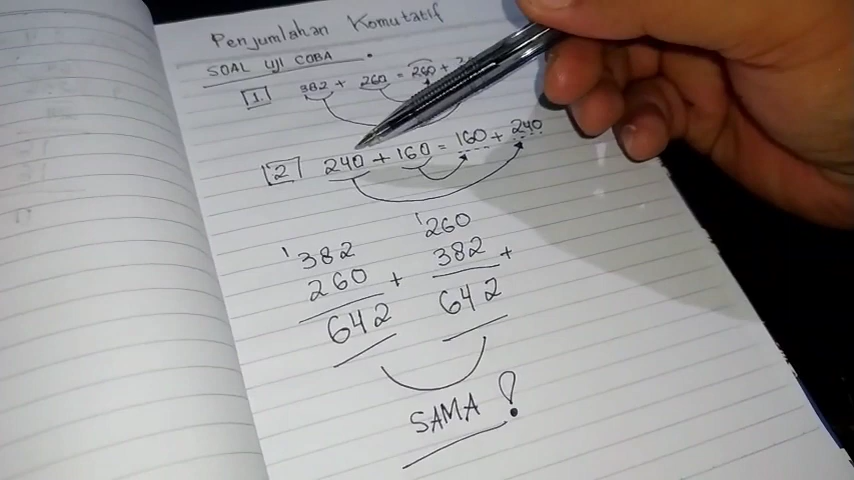 Penjumlahan Komutatif
SOAL UJI COBA
1. 382 + 260 = 260 +
2 240 + 160 = 160 + 240
1 382
260 +
642
1 260
382 +
642
SAMA !